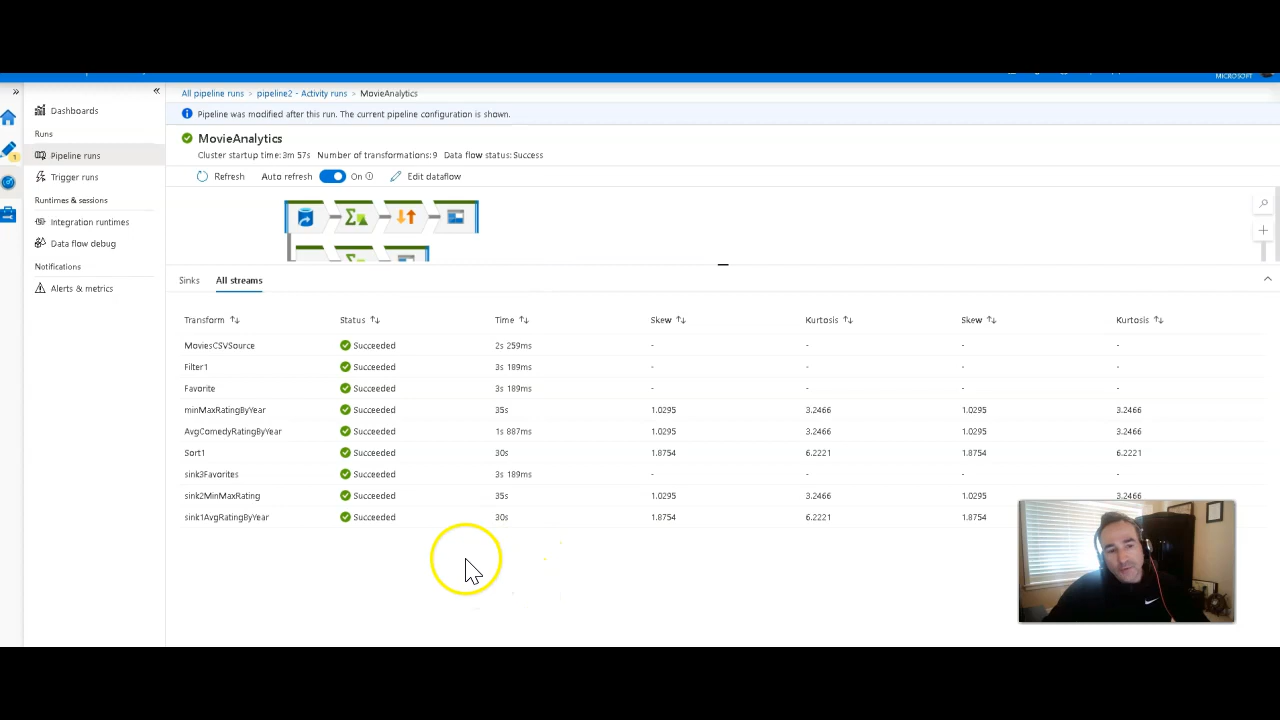 MICROSOFT
» « All pipeline runs > pipeline2 - Activity runs > MovieAnalytics
Dashboards
Pipeline was modified after this run. The current pipeline configuration is shown.
Runs
MovieAnalytics
Pipeline runs
Cluster startup time:3m 57s Number of transformations:9 Data flow status:Success
1
Trigger runs
Refresh Auto refresh On Edit dataflow
Runtimes & sessions
Integration runtimes
Data flow debug
Notifications
Alerts & metrics
Sinks All streams
Transform Status Time Skew Kurtosis Skew Kurtosis
MoviesCSVSource Succeeded 2s 259ms - - - -
Filter1 Succeeded 3s 189ms - - - -
Favorite Succeeded 3s 189ms - - - -
minMaxRatingByYear Succeeded 35s 1.0295 3.2466 1.0295 3.2466
AvgComedyRatingByYear Succeeded 1s 887ms 1.0295 3.2466 1.0295 3.2466
Sort1 Succeeded 30s 1.8754 6.2221 1.8754 6.2221
sink3Favorites Succeeded 3s 189ms - - - -
sink2MinMaxRating Succeeded 35s 1.0295 3.2466 1.0295 3.2466
sink1AvgRatingByYear Succeeded 30s 1.8754 6.2221 1.8754